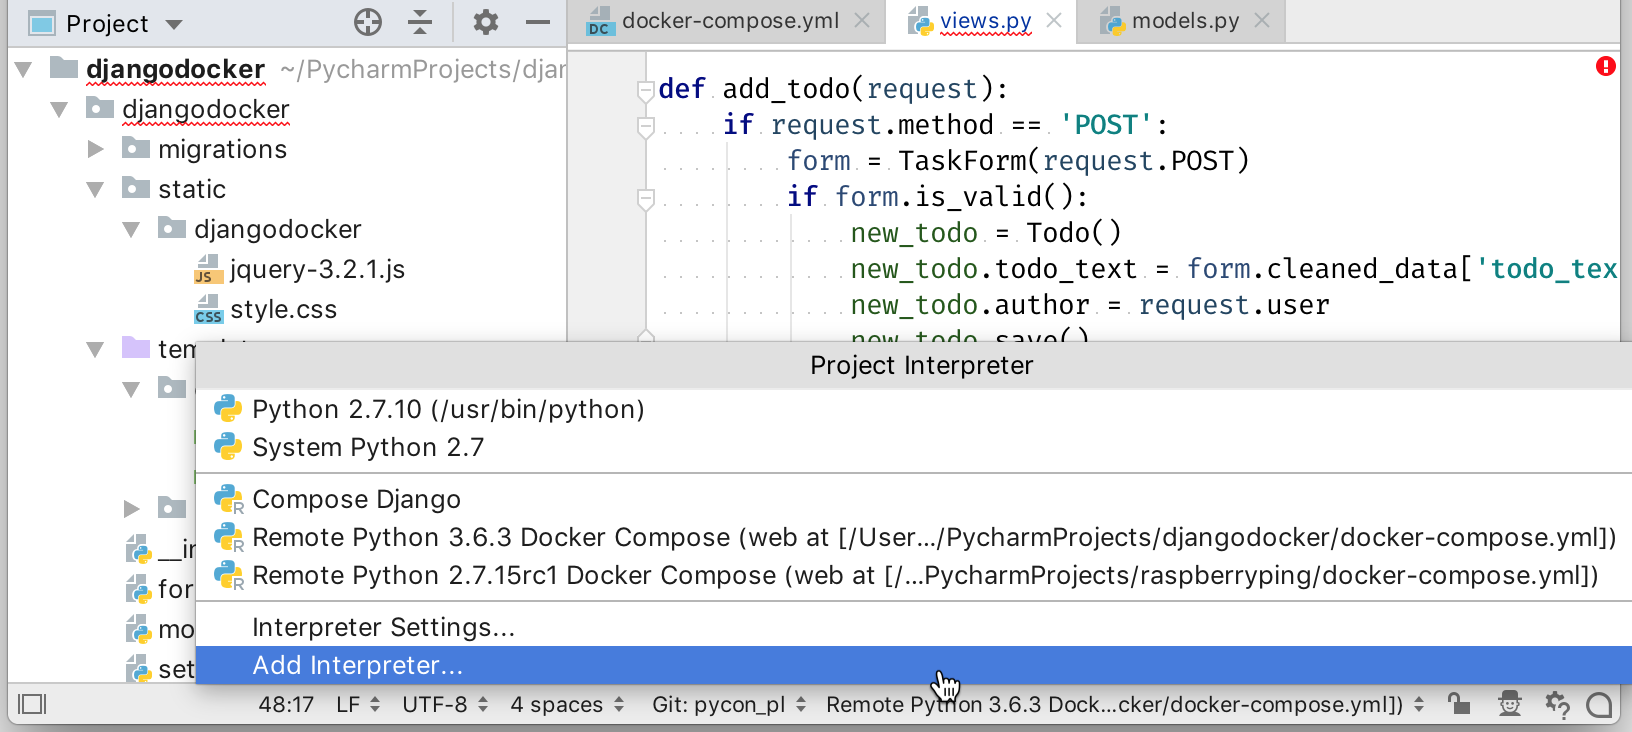 Project
docker-compose.yml
views.py
models.py
djangodocker ~/PycharmProjects/djan
djangodocker
migrations
static
djangodocker
jquery-3.2.1.js
style.css
def add_todo(request):
if request.method == 'POST':
form = TaskForm(request.POST)
if form.is_valid():
new_todo = Todo()
new_todo.todo_text = form.cleaned_data['todo_tex
new_todo.author = request.user
new_todo.save()
Project Interpreter
Python 2.7.10 (/usr/bin/python)
System Python 2.7
Compose Django
Remote Python 3.6.3 Docker Compose (web at [/User.../PycharmProjects/djangodocker/docker-compose.yml])
Remote Python 2.7.15rc1 Docker Compose (web at [/...PycharmProjects/raspberryping/docker-compose.yml])
Interpreter Settings...
Add Interpreter...
for
mo
set
48:17 LF UTF-8 4 spaces Git: pycon_pl Remote Python 3.6.3 Dock...cker/docker-compose.yml])